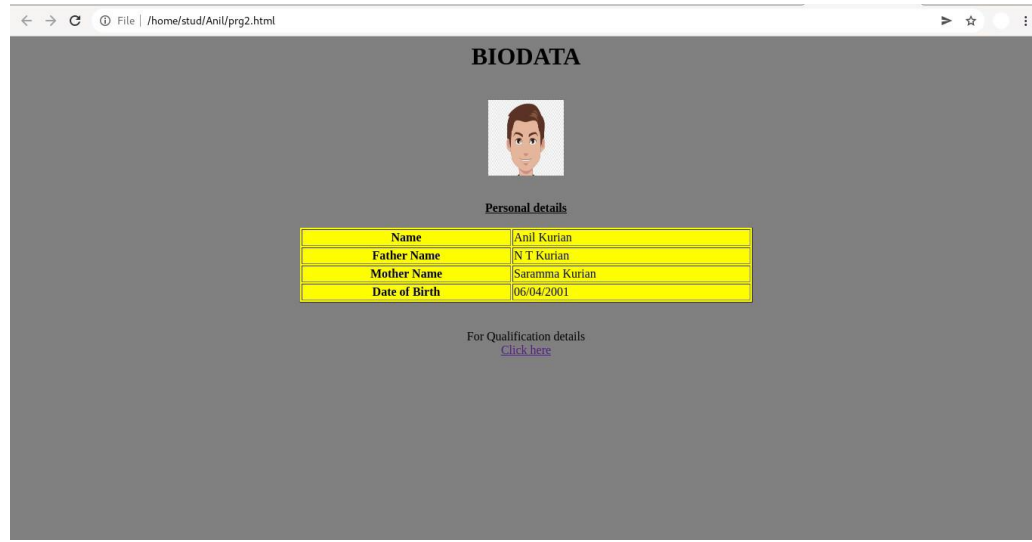 File | /home/stud/Anil/prg2.html
BIODATA
Personal details
Name Anil Kurian
Father Name N T Kurian
Mother Name Saramma Kurian
Date of Birth 06/04/2001
For Qualification details
Click here